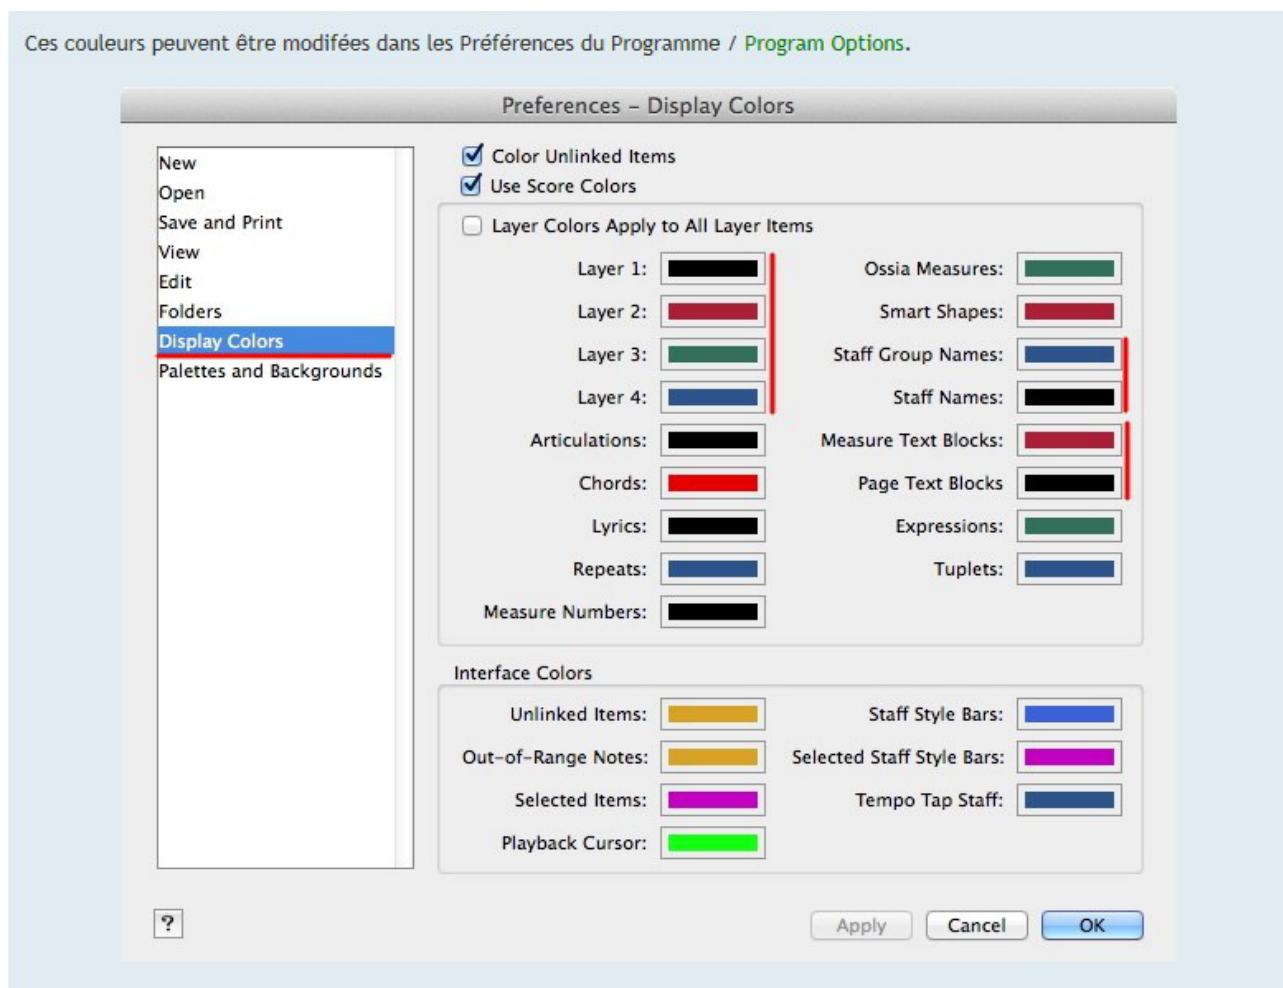 Ces couleurs peuvent être modifées dans les Préférences du Programme / Program Options.
Preferences – Display Colors
New
Open
Save and Print
View
Edit
Folders
Display Colors
Palettes and Backgrounds
Color Unlinked Items
Use Score Colors
Layer Colors Apply to All Layer Items
Layer 1:
Layer 2:
Layer 3:
Layer 4:
Articulations:
Chords:
Lyrics:
Repeats:
Measure Numbers:
Ossia Measures:
Smart Shapes:
Staff Group Names:
Staff Names:
Measure Text Blocks:
Page Text Blocks
Expressions:
Tuplets:
Interface Colors
Unlinked Items:
Out-of-Range Notes:
Selected Items:
Playback Cursor:
Staff Style Bars:
Selected Staff Style Bars:
Tempo Tap Staff:
?
Apply
Cancel
OK